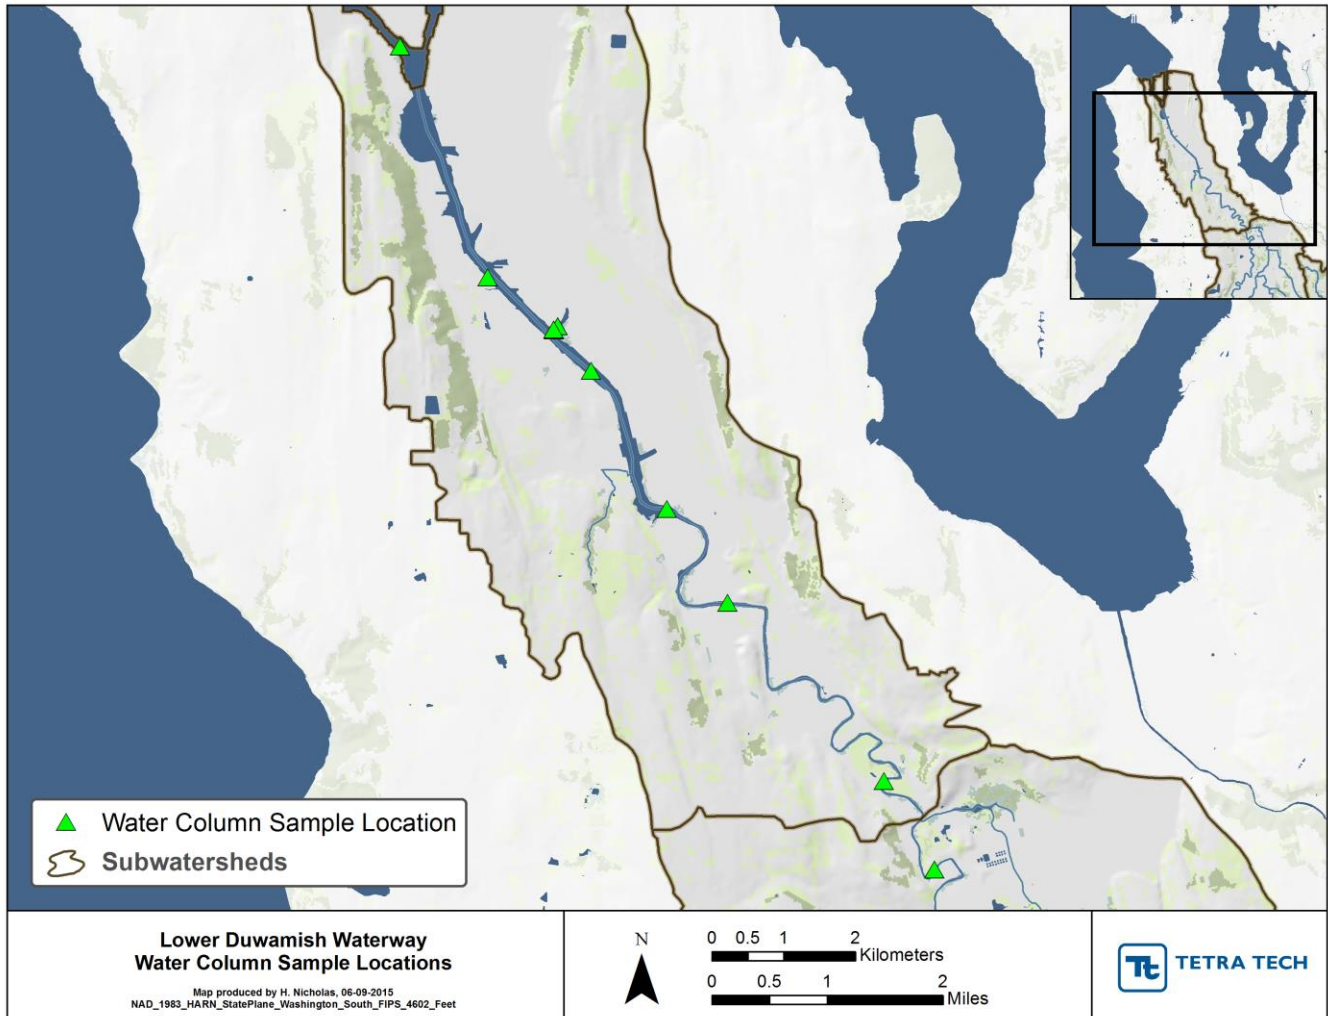 Water Column Sample Location
Subwatersheds
Lower Duwamish Waterway
Water Column Sample Locations
Map produced by H. Nicholas, 06-09-2015
NAD_1983_HARN_StatePlane_Washington_South_FIPS_4602_Feet
N
0 0.5 1 2
Kilometers
0 0.5 1 2
Miles
Tt TETRA TECH